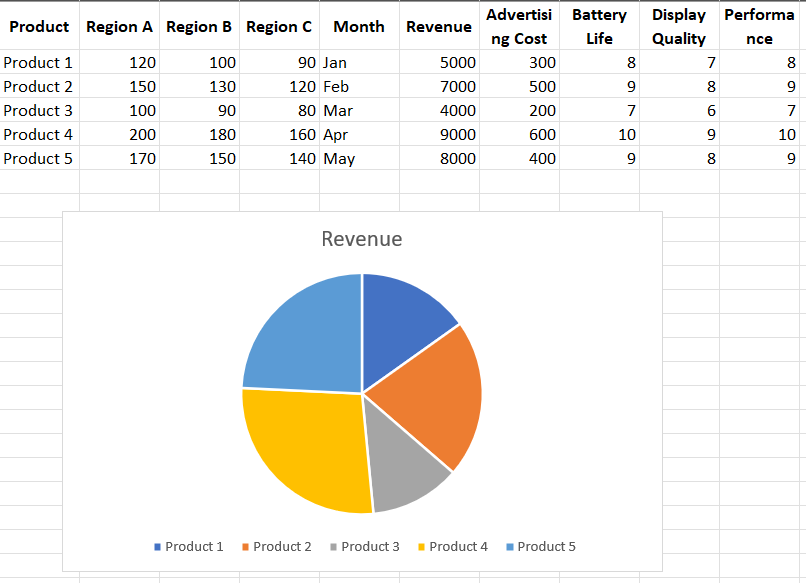 Product Region A Region B Region C Month Revenue Advertisi ng Cost Battery Life Display Quality Performa nce
Product 1 120 100 90 Jan 5000 300 8 7 8
Product 2 150 130 120 Feb 7000 500 9 8 9
Product 3 100 90 80 Mar 4000 200 7 6 7
Product 4 200 180 160 Apr 9000 600 10 9 10
Product 5 170 150 140 May 8000 400 9 8 9
Revenue
Product 1 Product 2 Product 3 Product 4 Product 5